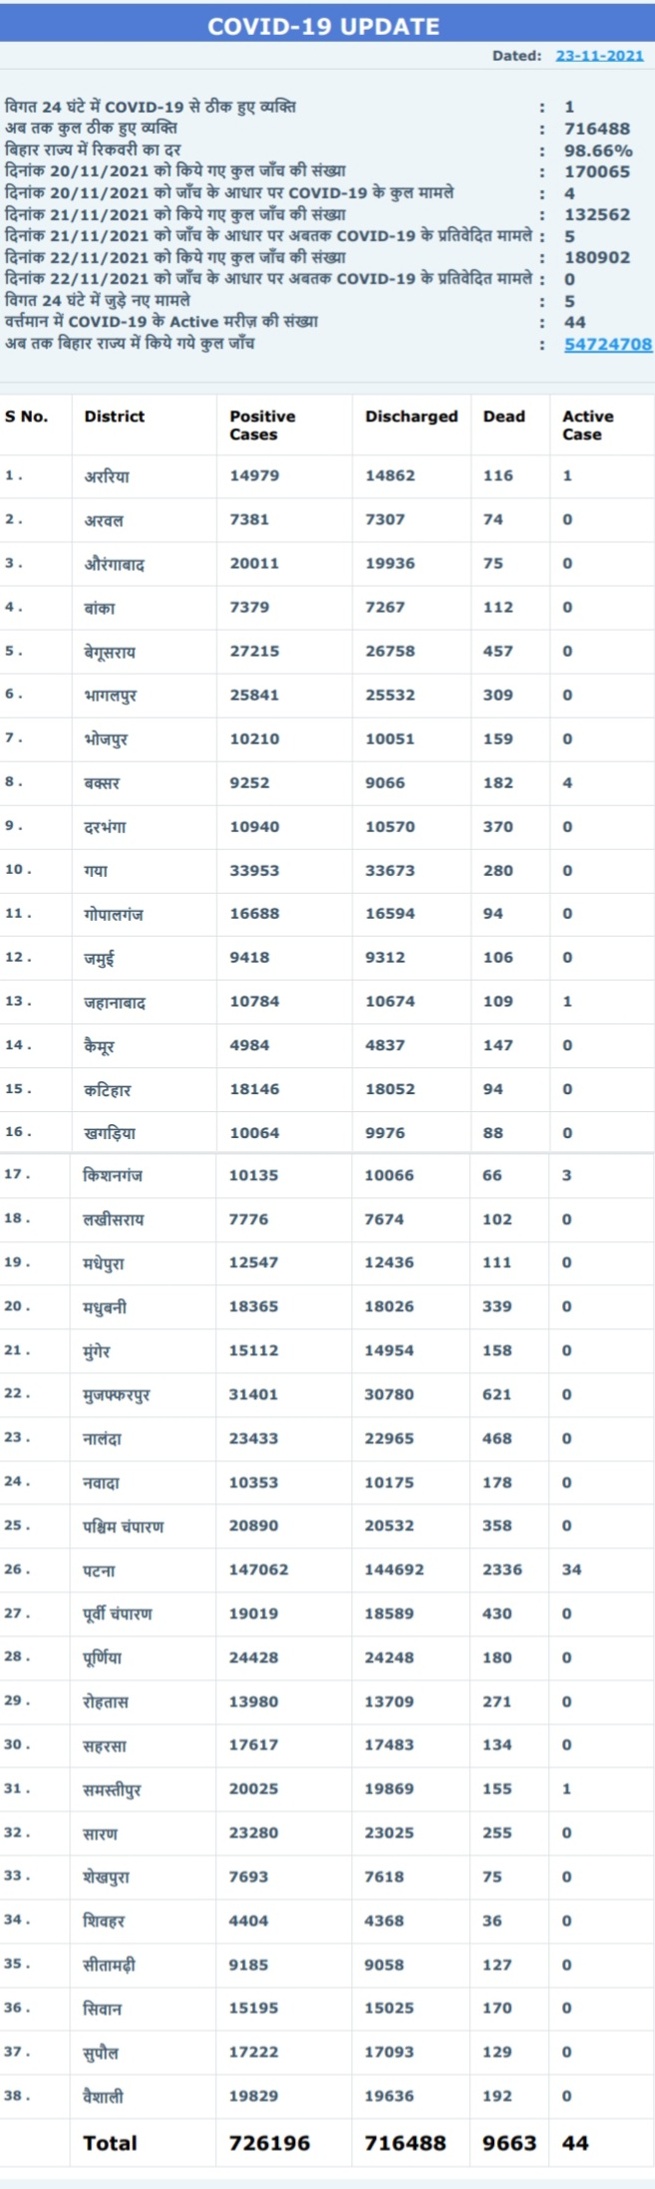 COVID-19 UPDATE
Dated: 23-11-2021
विगत 24 घंटे में COVID-19 से ठीक हुए व्यक्ति : 1
अब तक कुल ठीक हुए व्यक्ति : 716488
बिहार राज्य में रिकवरी का दर : 98.66%
दिनांक 20/11/2021 को किये गए कुल जाँच की संख्या : 170065
दिनांक 20/11/2021 को जाँच के आधार पर COVID-19 के कुल मामले : 4
दिनांक 21/11/2021 को किये गए कुल जाँच की संख्या : 132562
दिनांक 21/11/2021 को जाँच के आधार पर अबतक COVID-19 के प्रतिवेदित मामले : 5
दिनांक 22/11/2021 को किये गए कुल जाँच की संख्या : 180902
दिनांक 22/11/2021 को जाँच के आधार पर अबतक COVID-19 के प्रतिवेदित मामले : 0
विगत 24 घंटे में जुड़े नए मामले : 5
वर्त्तमान में COVID-19 के Active मरीज़ की संख्या : 44
अब तक बिहार राज्य में किये गये कुल जाँच : 54724708
S No. District Positive Cases Discharged Dead Active Case
1 . अररिया 14979 14862 116 1
2 . अरवल 7381 7307 74 0
3 . औरंगाबाद 20011 19936 75 0
4 . बांका 7379 7267 112 0
5 . बेगूसराय 27215 26758 457 0
6 . भागलपुर 25841 25532 309 0
7 . भोजपुर 10210 10051 159 0
8 . बक्सर 9252 9066 182 4
9 . दरभंगा 10940 10570 370 0
10 . गया 33953 33673 280 0
11 . गोपालगंज 16688 16594 94 0
12 . जमुई 9418 9312 106 0
13 . जहानाबाद 10784 10674 109 1
14 . कैमूर 4984 4837 147 0
15 . कटिहार 18146 18052 94 0
16 . खगड़िया 10064 9976 88 0
17 . किशनगंज 10135 10066 66 3
18 . लखीसराय 7776 7674 102 0
19 . मधेपुरा 12547 12436 111 0
20 . मधुबनी 18365 18026 339 0
21 . मुंगेर 15112 14954 158 0
22 . मुजफ्फरपुर 31401 30780 621 0
23 . नालंदा 23433 22965 468 0
24 . नवादा 10353 10175 178 0
25 . पश्चिम चंपारण 20890 20532 358 0
26 . पटना 147062 144692 2336 34
27 . पूर्वी चंपारण 19019 18589 430 0
28 . पूर्णिया 24428 24248 180 0
29 . रोहतास 13980 13709 271 0
30 . सहरसा 17617 17483 134 0
31 . समस्तीपुर 20025 19869 155 1
32 . सारण 23280 23025 255 0
33 . शेखपुरा 7693 7618 75 0
34 . शिवहर 4404 4368 36 0
35 . सीतामढ़ी 9185 9058 127 0
36 . सिवान 15195 15025 170 0
37 . सुपौल 17222 17093 129 0
38 . वैशाली 19829 19636 192 0
Total 726196 716488 9663 44